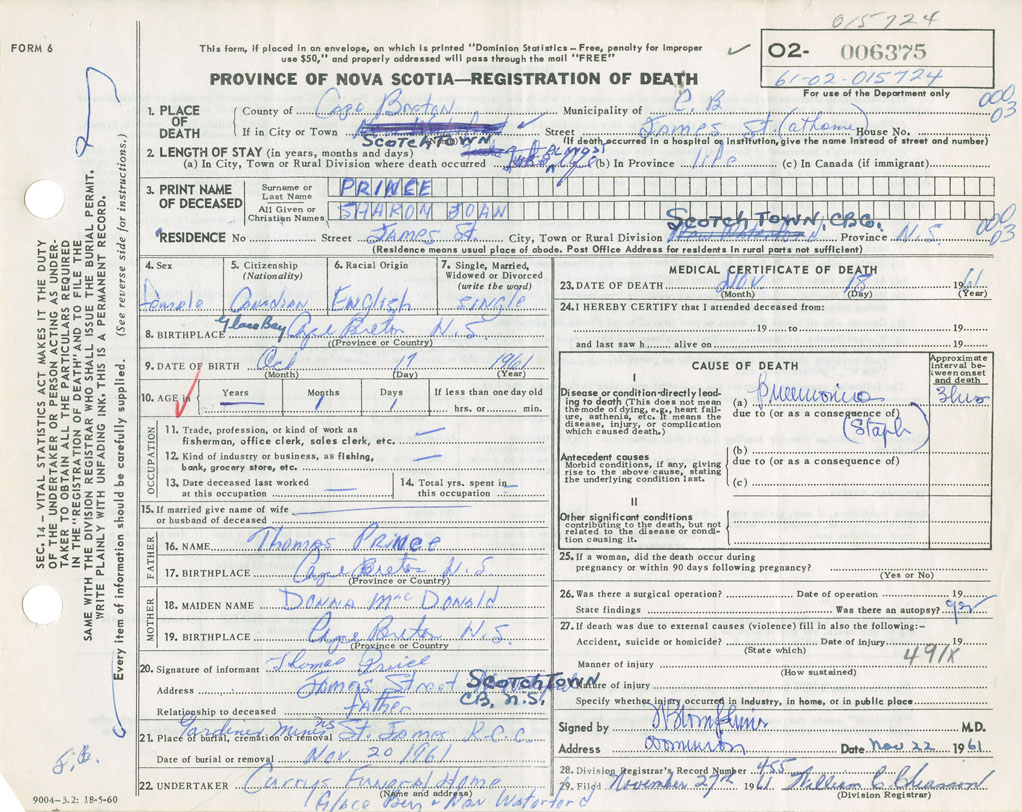 015724
FORM 6
This form, if placed in an envelope, on which is printed "Dominion Statistics—Free, penalty for improper
use $50," and properly addressed will pass through the mail "FREE"
O2- 006375
61-02-015724
For use of the Department only
PROVINCE OF NOVA SCOTIA—REGISTRATION OF DEATH
000
03
1. PLACE OF DEATH
County of Cape Breton Municipality of C.B
If in City or Town SCOTCHTOWN Street James St. (at home) House No.
(If death occurred in a hospital or institution, give the name instead of street and number)
2. LENGTH OF STAY (in years, months and days)
(a) In City, Town or Rural Division where death occurred (b) In Province life (c) In Canada (if immigrant)
3. PRINT NAME OF DECEASED
Surname or Last Name PRINCE
All Given or Christian Names SHARON JOAN
RESIDENCE No Street James St. City, Town or Rural Division SCOTCH TOWN, C.B.CO. Province N.S.
(Residence means usual place of abode. Post Office Address for residents in rural parts not sufficient)
000
03
4. Sex female
5. Citizenship (Nationality) Canadian
6. Racial Origin English
7. Single, Married, Widowed or Divorced (write the word) single
8. BIRTHPLACE Glace Bay Cape Breton N.S.
(Province or Country)
9. DATE OF BIRTH Oct 17 1961
(Month) (Day) (Year)
10. AGE in Years — Months 1 Days 1 If less than one day old hrs. or min.
OCCUPATION
11. Trade, profession, or kind of work as fisherman, office clerk, sales clerk, etc. —
12. Kind of industry or business, as fishing, bank, grocery store, etc. —
13. Date deceased last worked at this occupation —
14. Total yrs. spent in this occupation —
15. If married give name of wife or husband of deceased —
FATHER
16. NAME Thomas PRINCE
17. BIRTHPLACE Cape Breton N.S
(Province or Country)
MOTHER
18. MAIDEN NAME DONNA MacDONALD
19. BIRTHPLACE Cape Breton N.S.
(Province or Country)
20. Signature of informant Thomas Price
Address James Street SCOTCHTOWN
CB, N.S.
Relationship to deceased father
21. Place of burial, cremation or removal Gardiner Mines St. James R.C.C.
Date of burial or removal Nov. 20 1961
22. UNDERTAKER Currys Funeral Home
(Name and address)
Glace Bay & New Waterford
MEDICAL CERTIFICATE OF DEATH
23. DATE OF DEATH Nov 18 1961
(Month) (Day) (Year)
24. I HEREBY CERTIFY that I attended deceased from:
19 to 19
and last saw h alive on 19
CAUSE OF DEATH
Approximate interval between onset and death
I
Disease or condition directly leading to death (This does not mean the mode of dying, e.g., heart failure, asthenia, etc. It means the disease, injury, or complication which caused death.)
(a) Pneumonia
due to (or as a consequence of)
(Staph)
Antecedent causes
Morbid conditions, if any, giving rise to the above cause, stating the underlying condition last.
(b)
due to (or as a consequence of)
(c)
II
Other significant conditions
contributing to the death, but not related to the disease or condition causing it.
25. If a woman, did the death occur during
pregnancy or within 90 days following pregnancy?
(Yes or No)
26. Was there a surgical operation? Date of operation 19
State findings Was there an autopsy? yes
27. If death was due to external causes (violence) fill in also the following:—
Accident, suicide or homicide? Date of injury 19
(State which)
491X
Manner of injury
(How sustained)
Nature of injury
Specify whether injury occurred in industry, in home, or in public place
Signed by M.D.
Address Dominion Date Nov 22 1961
28. Division Registrar's Record Number 455
29. Filed November 27rd 1961 William C. Chiasson
(Division Registrar)
SEC. 14—VITAL STATISTICS ACT MAKES IT THE DUTY
OF THE UNDERTAKER OR PERSON ACTING AS UNDER-
TAKER TO OBTAIN ALL THE PARTICULARS REQUIRED
IN THE "REGISTRATION OF DEATH" AND TO FILE THE
SAME WITH THE DIVISION REGISTRAR WHO SHALL ISSUE THE BURIAL PERMIT.
WRITE PLAINLY WITH UNFADING INK. THIS IS A PERMANT RECORD.
Every item of information should be carefully supplied. (See reverse side for instructions.)
9004-3.2: 18-5-60